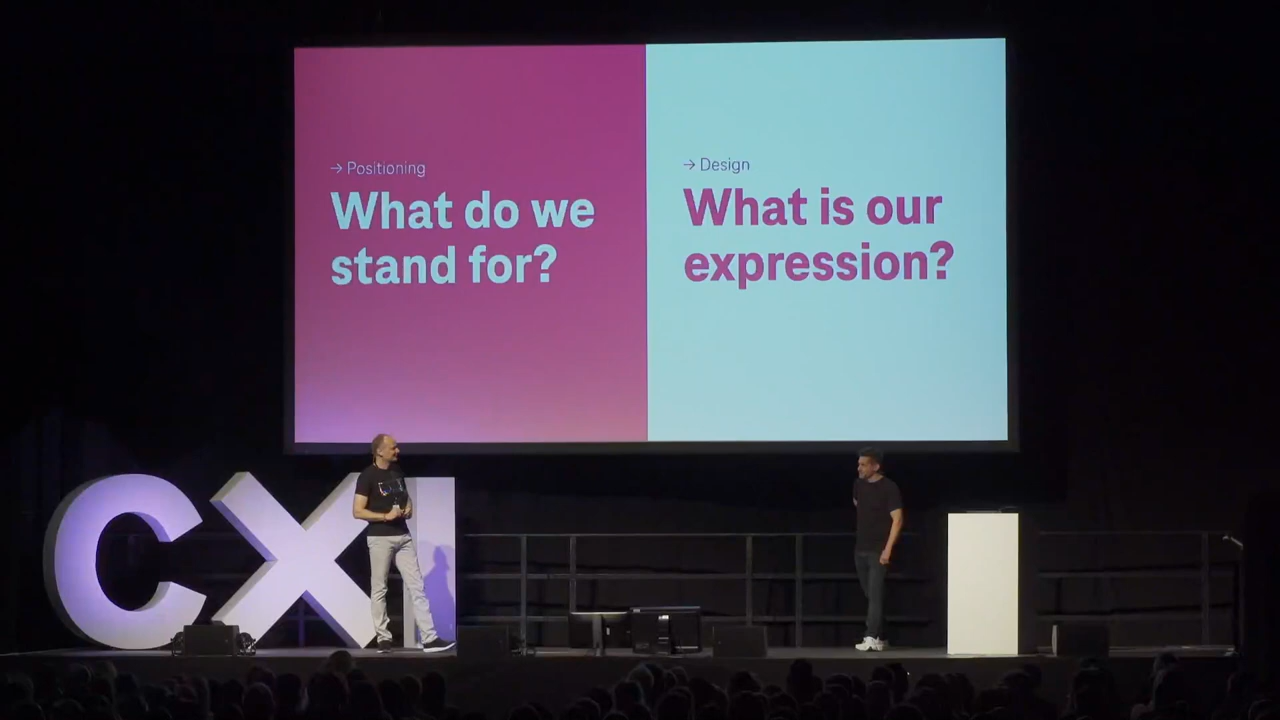 → Positioning
What do we
stand for?
→ Design
What is our
expression?
CXI